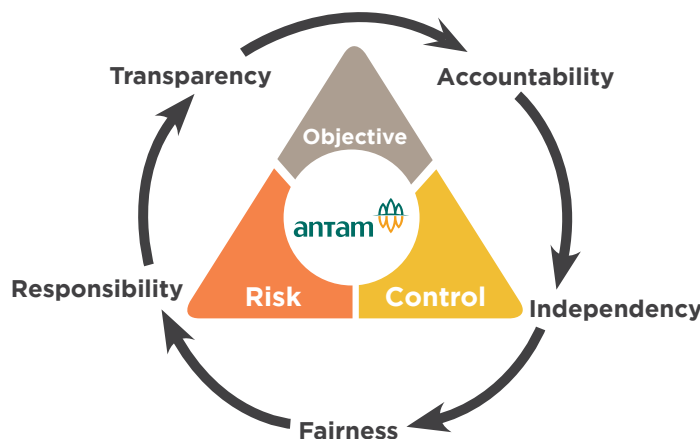 Transparency
Accountability
Objective
antam
Responsibility
Risk
Control
Independency
Fairness